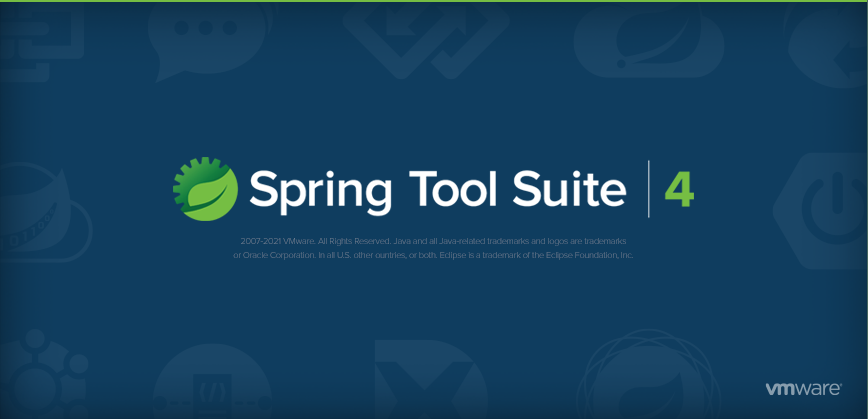 Spring Tool Suite 4
2007-2021 VMware. All Rights Reserved. Java and all Java-related trademarks and logos are trademarks
or Oracle Corporation. In all U.S. other ountries, or both. Eclipse is a trademark of the Eclipse Foundation, Inc.
vmware®